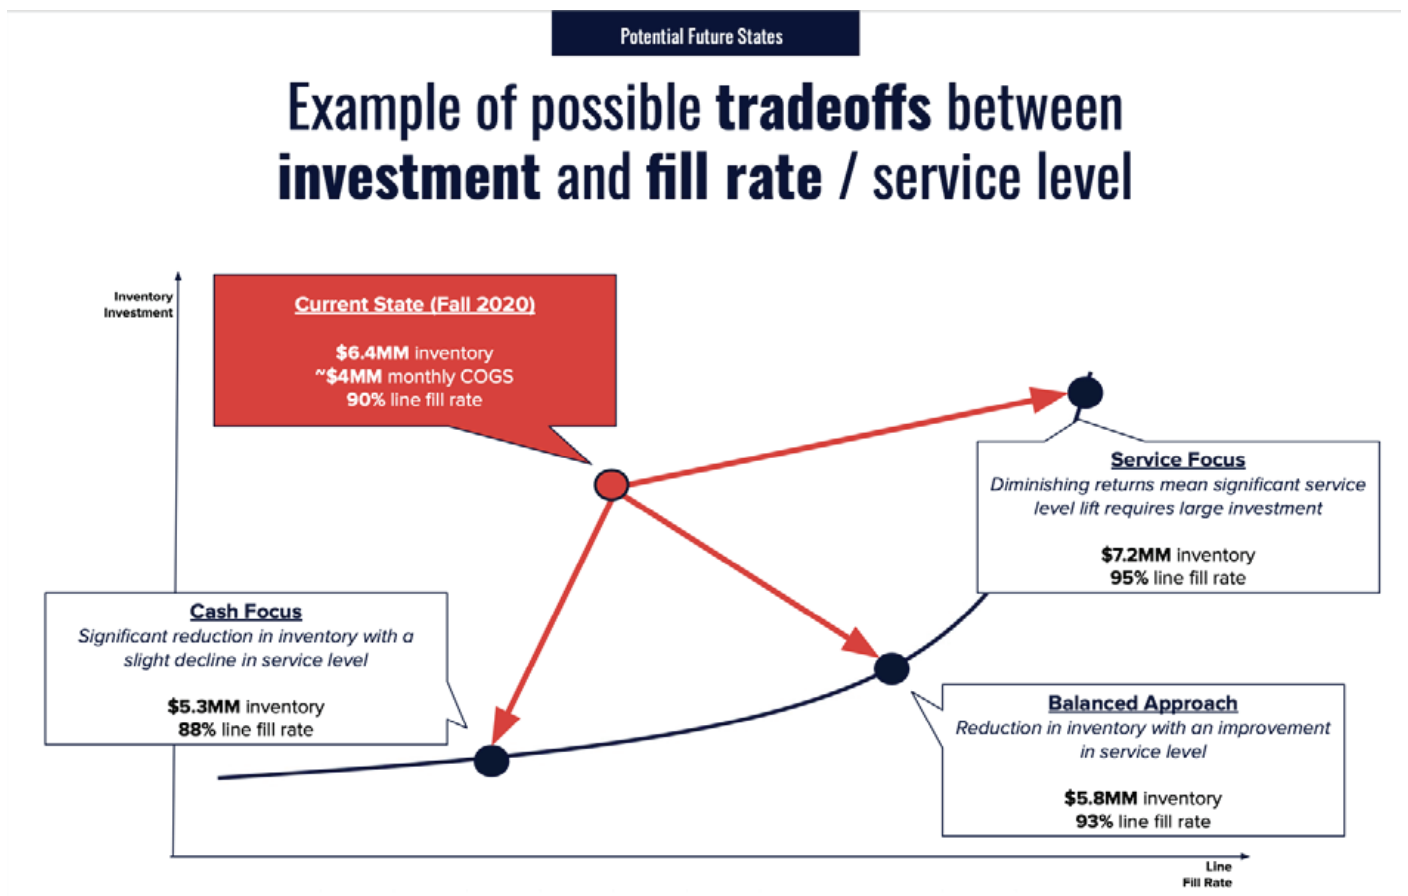 Potential Future States
Example of possible tradeoffs between
investment and fill rate / service level
Inventory
Investment
Current State (Fall 2020)
$6.4MM inventory
~$4MM monthly COGS
90% line fill rate
Service Focus
Diminishing returns mean significant service
level lift requires large investment
$7.2MM inventory
95% line fill rate
Cash Focus
Significant reduction in inventory with a
slight decline in service level
$5.3MM inventory
88% line fill rate
Balanced Approach
Reduction in inventory with an improvement
in service level
$5.8MM inventory
93% line fill rate
Line
Fill Rate